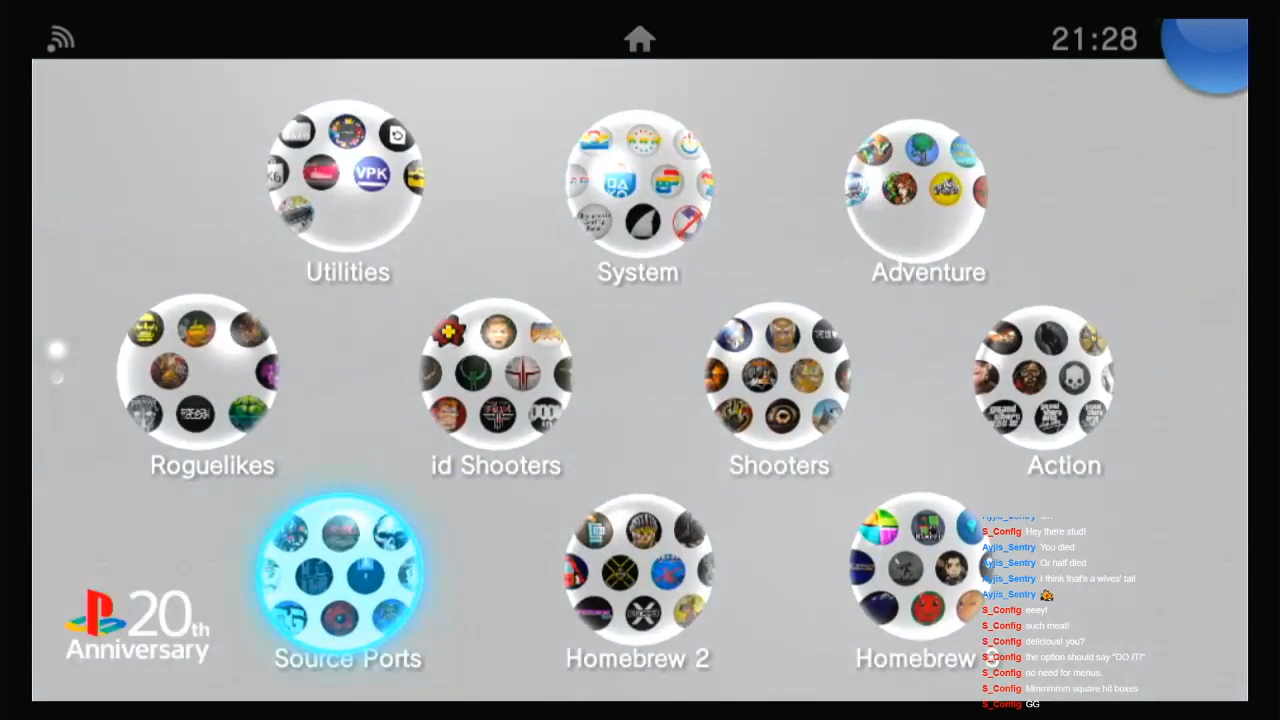 21:28
VPK
Utilities
System
Adventure
Roguelikes
id Shooters
Shooters
Action
Source Ports
Homebrew 2
Homebrew
20th
Anniversary
S_Config Hey there stud!
Ayjis_Sentry You died
Ayjis_Sentry Or half died
Ayjis_Sentry I think that's a wives' tail
Ayjis_Sentry
S_Config eeey!
S_Config such meat!
S_Config delicious! you?
S_Config the option should say "DO IT!"
S_Config no need for menus.
S_Config Mmmmmm square hit boxes
S_Config GG